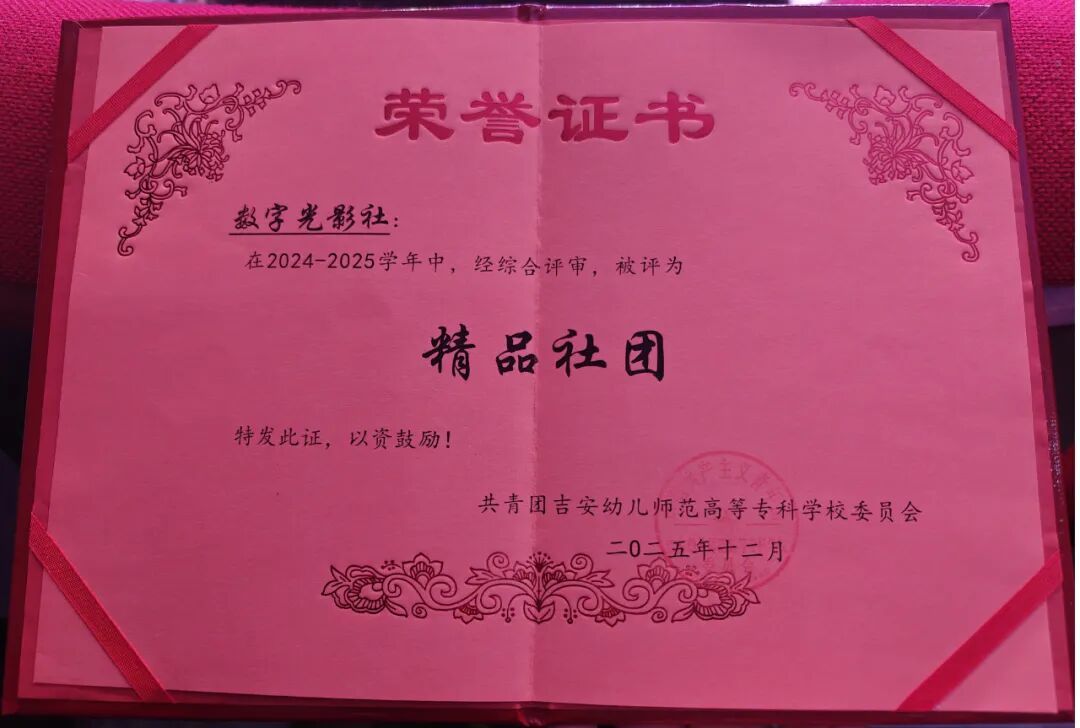 荣誉证书
数字光影社：
在2024-2025学年中，经综合评审，被评为
精品社团
特发此证，以资鼓励！
共青团吉安幼儿师范高等专科学校委员会
二〇二五年十二月